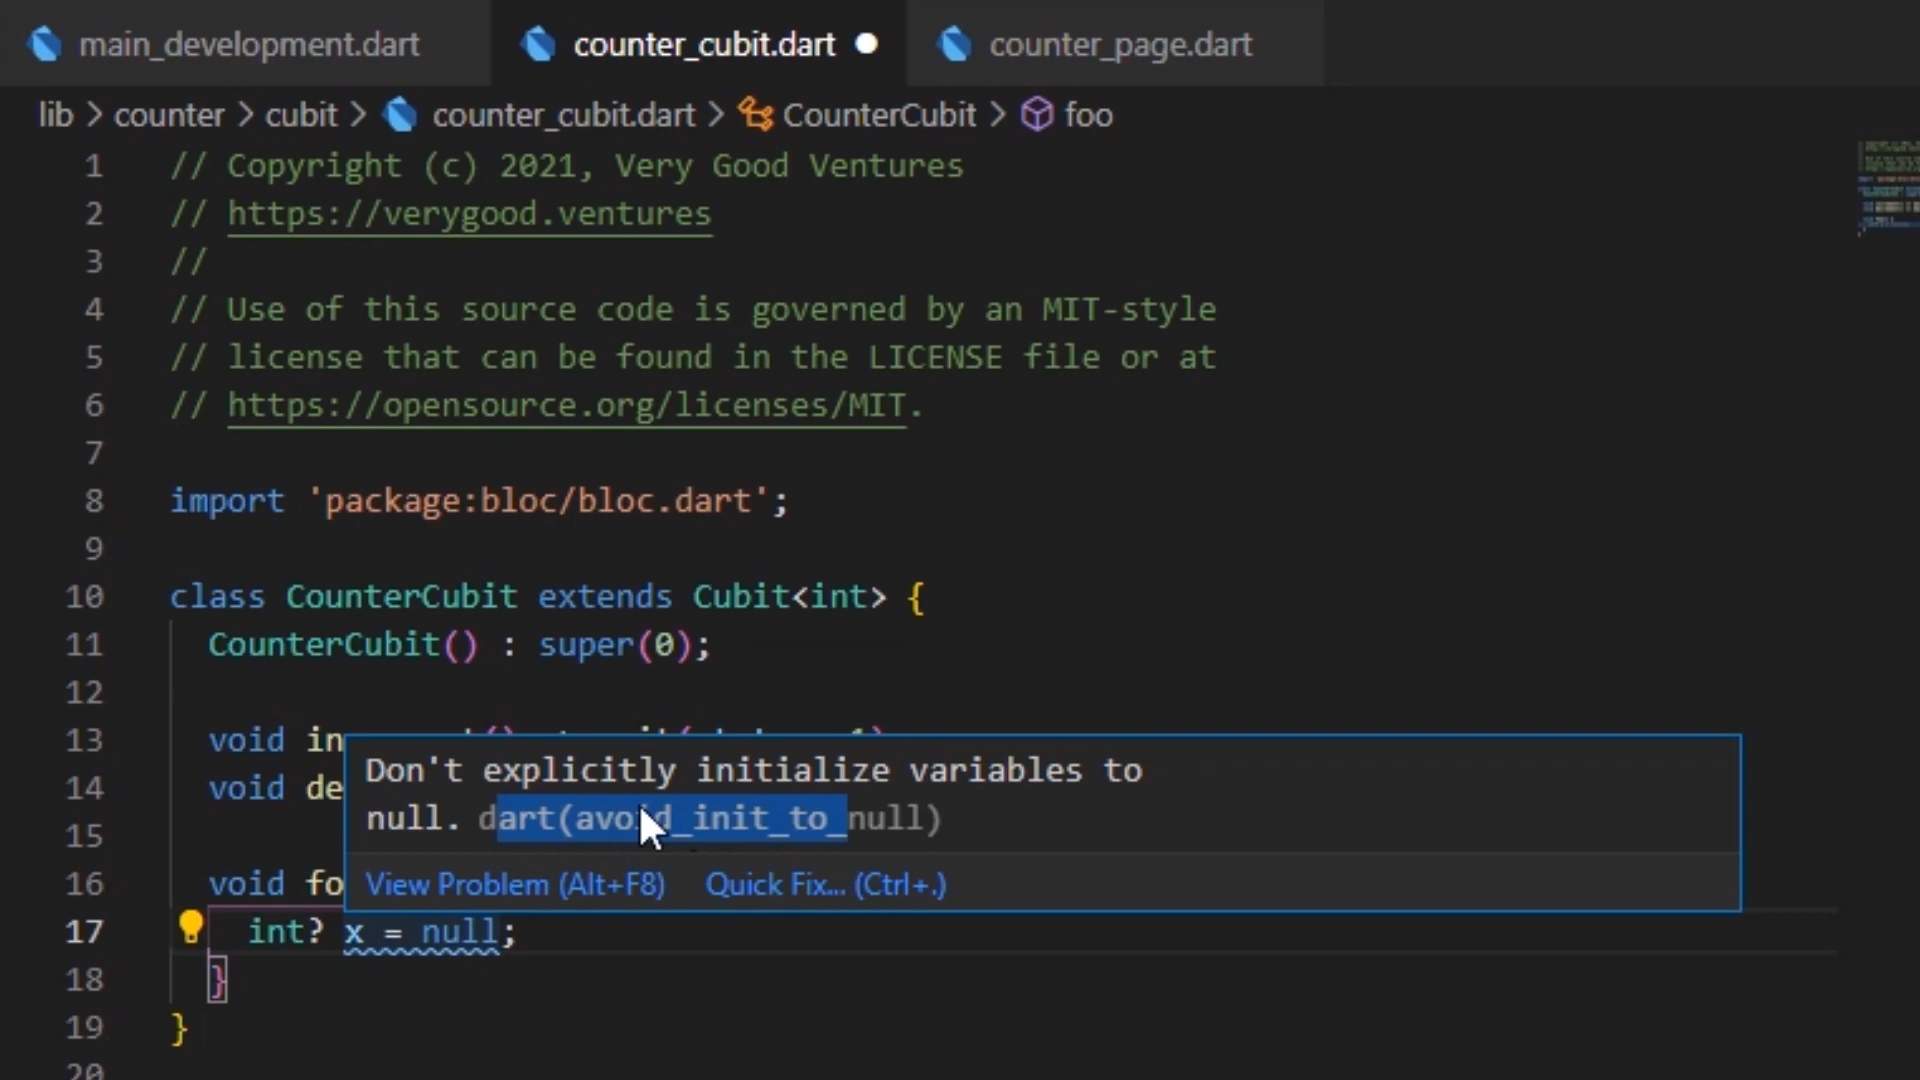 main_development.dart counter_cubit.dart counter_page.dart
lib > counter > cubit > counter_cubit.dart > CounterCubit > foo
1 // Copyright (c) 2021, Very Good Ventures
2 // https://verygood.ventures
3 //
4 // Use of this source code is governed by an MIT-style
5 // license that can be found in the LICENSE file or at
6 // https://opensource.org/licenses/MIT.
7
8 import 'package:bloc/bloc.dart';
9
10 class CounterCubit extends Cubit<int> {
11 CounterCubit() : super(0);
12
13 void in
14 void de
15
16 void fo
Don't explicitly initialize variables to
null. dart(avoid_init_to_null)
View Problem (Alt+F8) Quick Fix... (Ctrl+.)
17 int? x = null;
18 }
19 }
20